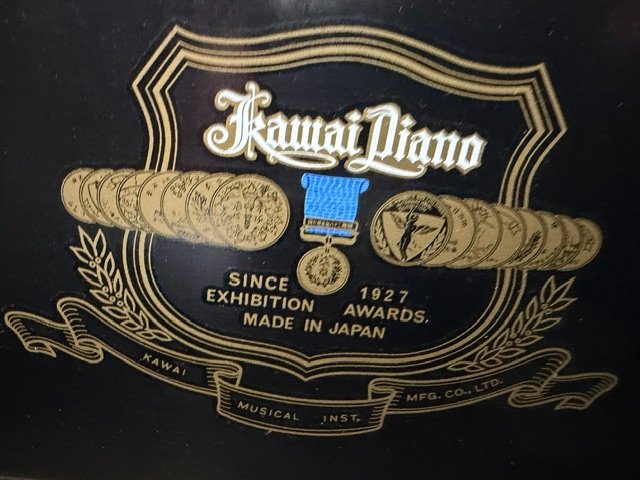 Kawai Piano
SINCE 1927
EXHIBITION AWARDS.
MADE IN JAPAN
KAWAI MUSICAL INST. MFG. CO., LTD.